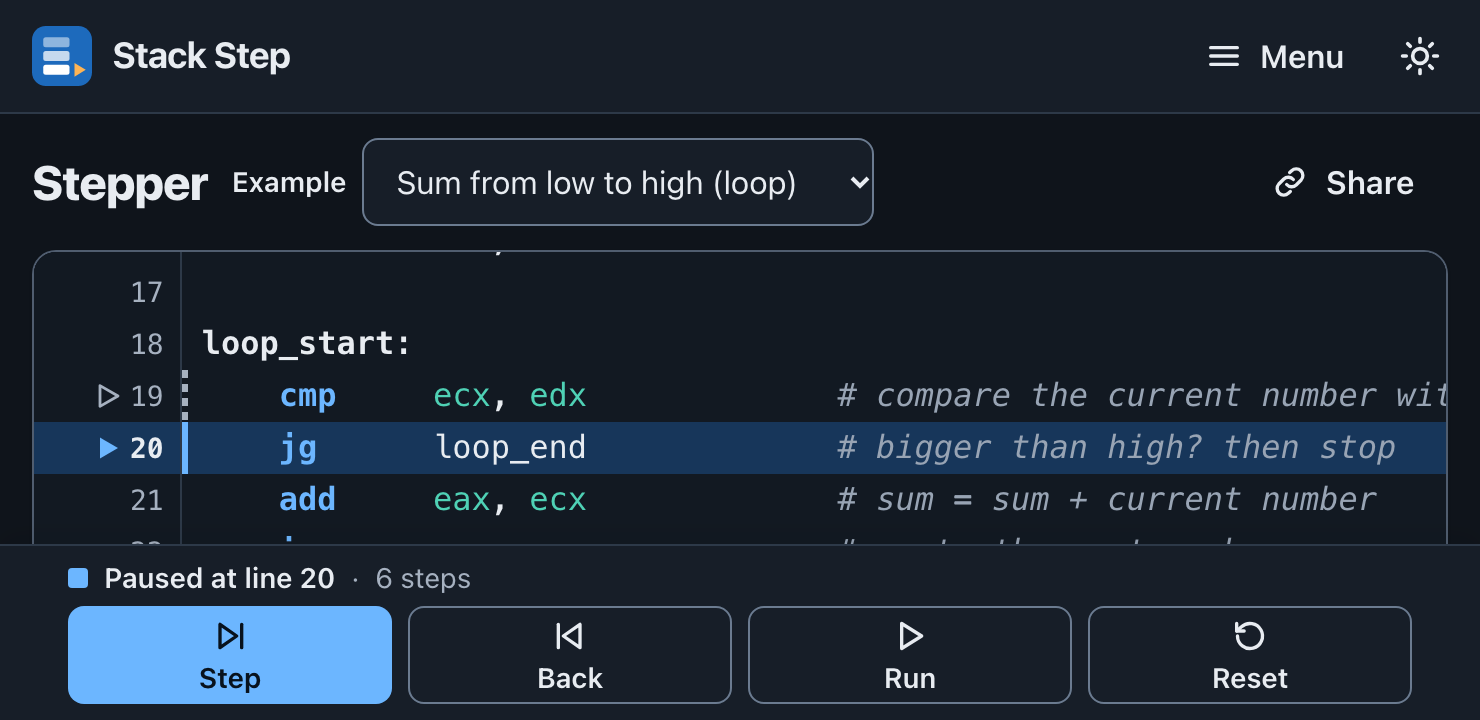 Stack Step
Menu
Stepper Example Sum from low to high (loop) Share
17
18 loop_start:
19 cmp ecx, edx # compare the current number wit
20 jg loop_end # bigger than high? then stop
21 add eax, ecx # sum = sum + current number
Paused at line 20 · 6 steps
Step Back Run Reset